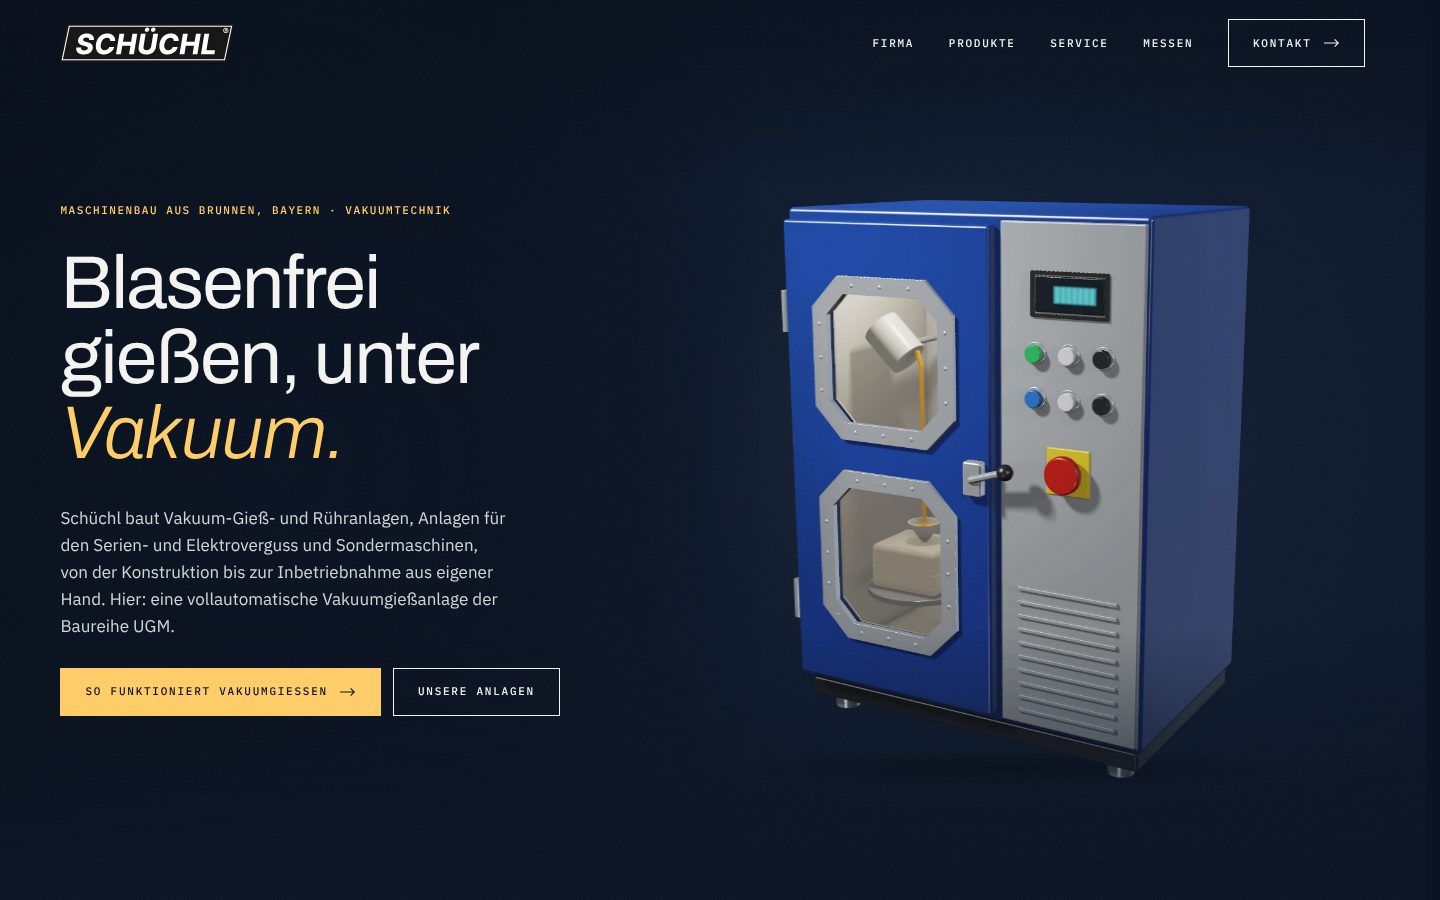 SCHÜCHL®
FIRMA
PRODUKTE
SERVICE
MESSEN
KONTAKT →
MASCHINENBAU AUS BRUNNEN, BAYERN · VAKUUMTECHNIK
Blasenfrei
gießen, unter
Vakuum.
Schüchl baut Vakuum-Gieß- und Rühranlagen, Anlagen für
den Serien- und Elektroverguss und Sondermaschinen,
von der Konstruktion bis zur Inbetriebnahme aus eigener
Hand. Hier: eine vollautomatische Vakuumgießanlage der
Baureihe UGM.
SO FUNKTIONIERT VAKUUMGIESSEN →
UNSERE ANLAGEN